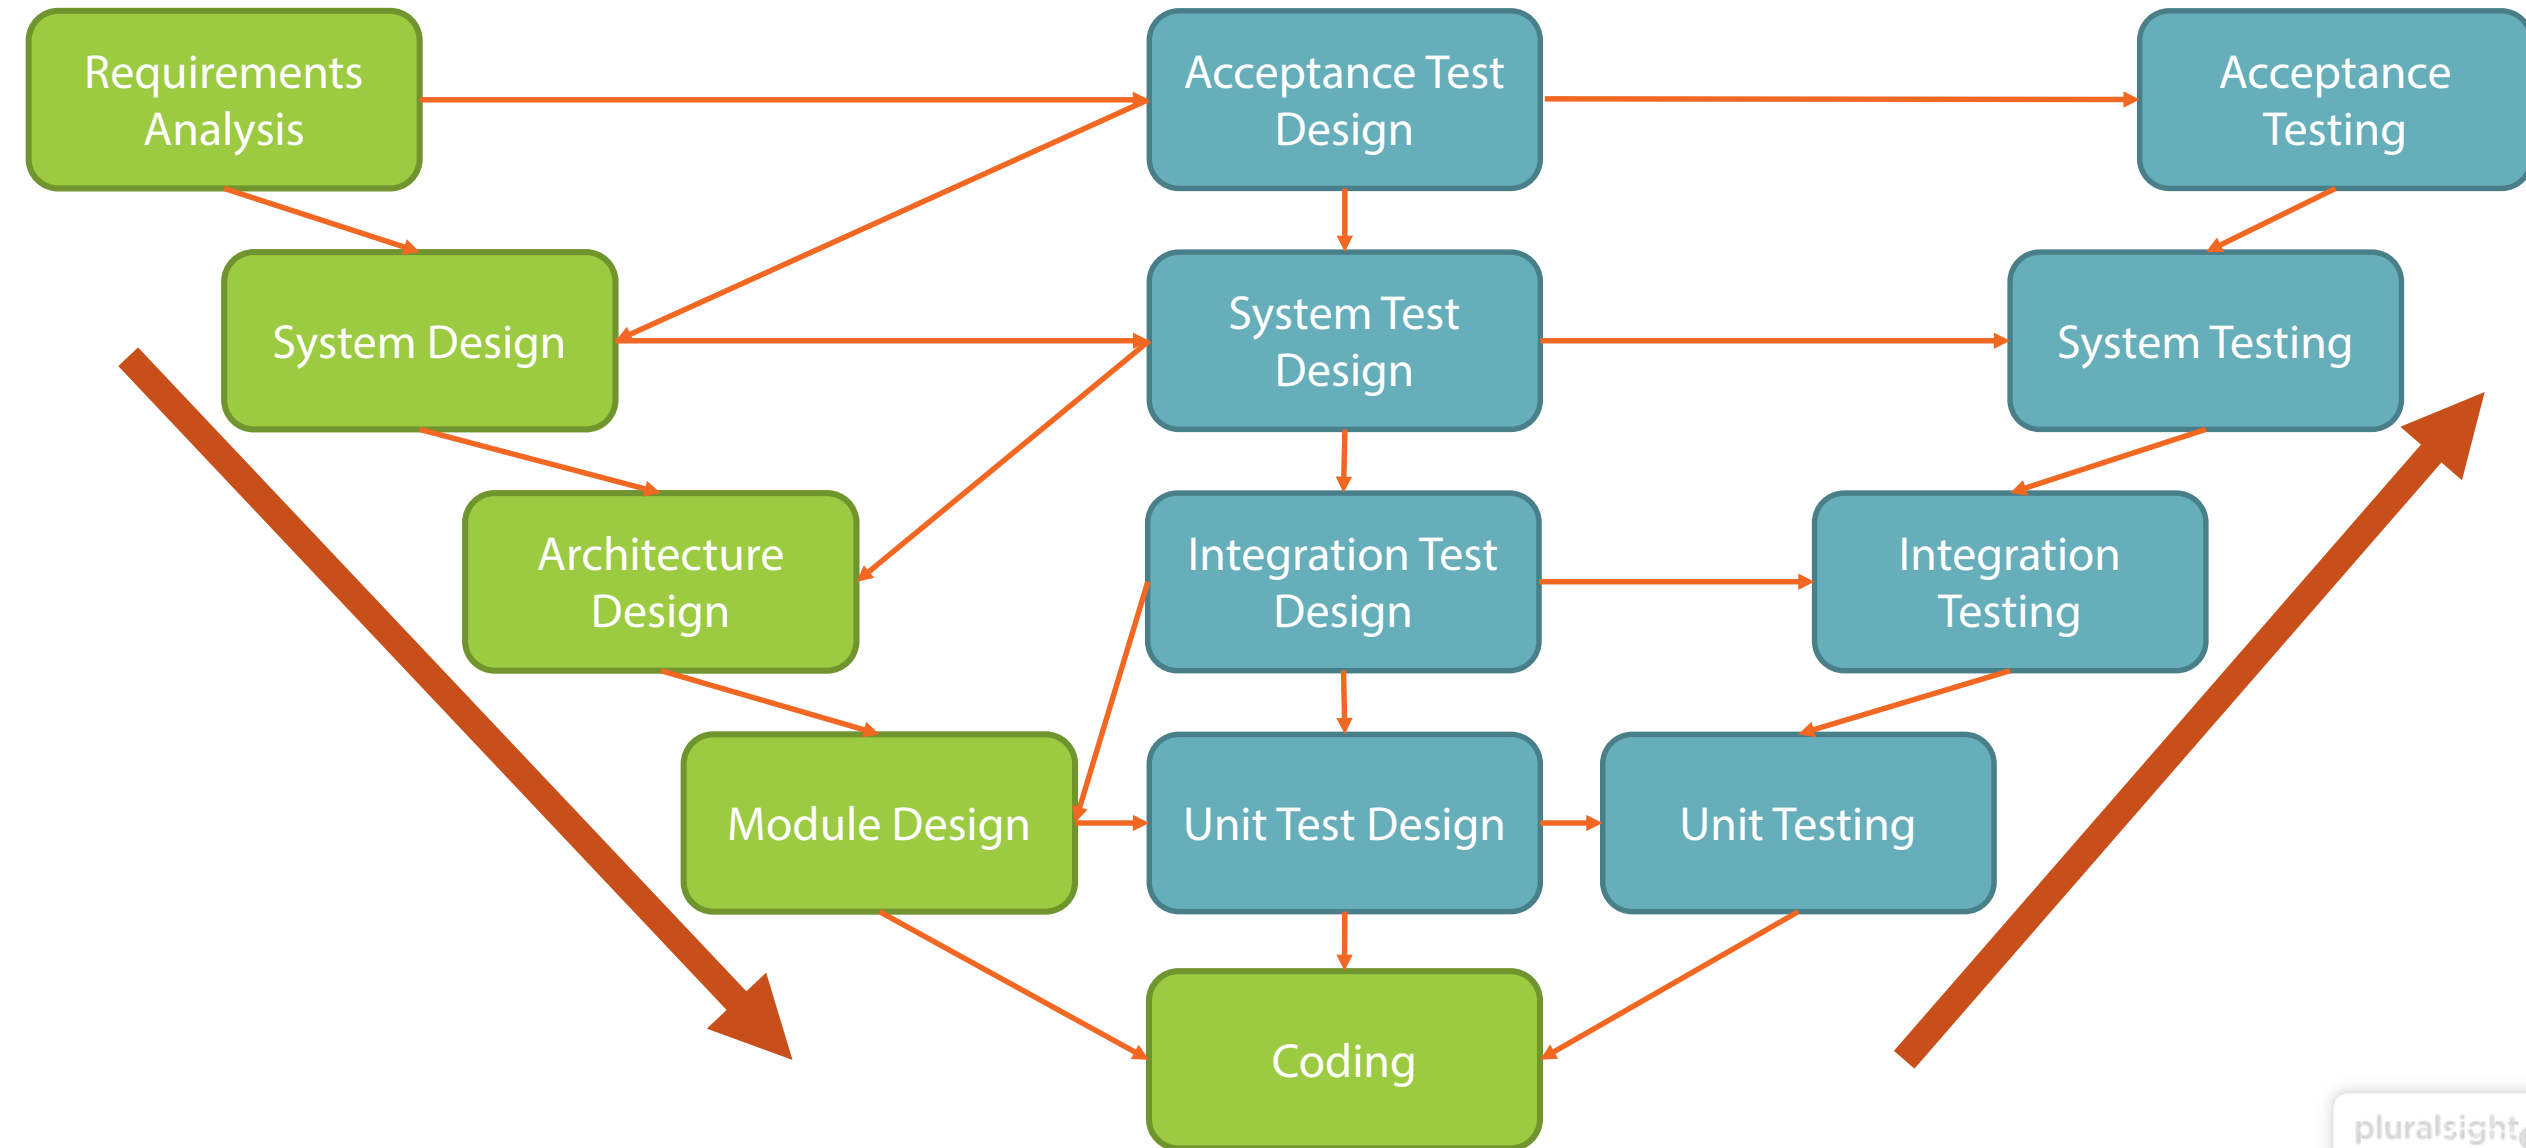 Requirements
Analysis
Acceptance Test
Design
Acceptance
Testing
System Design
System Test
Design
System Testing
Architecture
Design
Integration Test
Design
Integration
Testing
Module Design
Unit Test Design
Unit Testing
Coding
pluralsight